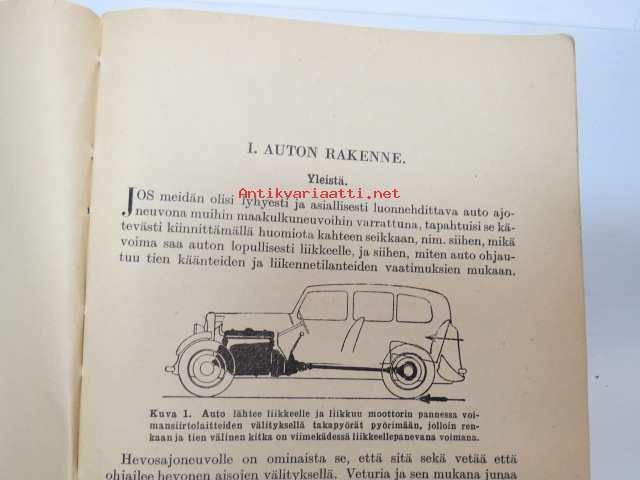 I. AUTON RAKENNE.
Yleistä.
Antikvariaatti.net
JOS meidän olisi lyhyesti ja asiallisesti luonnehdittava auto ajo-
neuvona muihin maakulkuneuvoihin varrattuna, tapahtuisi se kä-
tevästi kiinnittämällä huomiota kahteen seikkaan, nim. siihen, mikä
voima saa auton lopullisesti liikkeelle, ja siihen, miten auto ohjau-
tuu tien käänteiden ja liikennetilanteiden vaatimuksien mukaan.
Kuva 1. Auto lähtee liikkeelle ja liikkuu moottorin pannessa voi-
mansiirtolaitteiden välityksellä takapyörät pyörimään, jolloin ren-
kaan ja tien välinen kitka on viimekädessä liikkeellepanevana voimana.
Hevosajoneuvolle on ominaista se, että sitä sekä vetää että
ohjailee hevonen aisojen välityksellä. Veturia ja sen mukana junaa